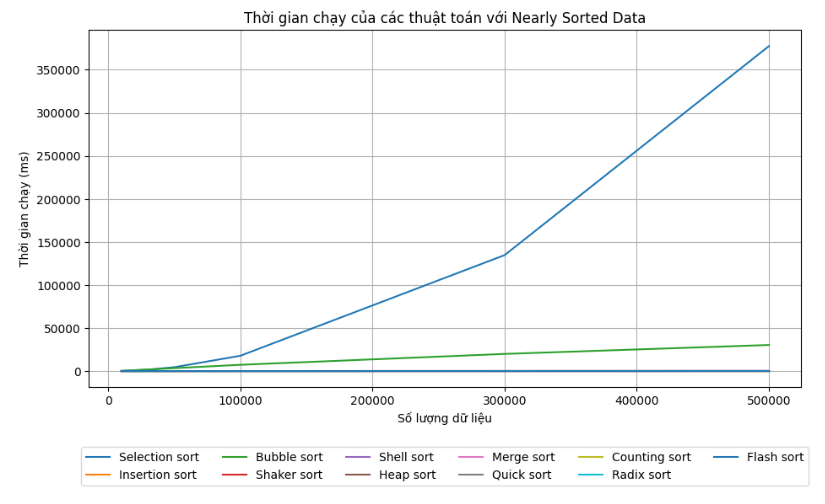 Thời gian chạy của các thuật toán với Nearly Sorted Data
Thời gian chạy (ms)
350000
300000
250000
200000
150000
100000
50000
0
0 100000 200000 300000 400000 500000
Số lượng dữ liệu
Selection sort Bubble sort Shell sort Merge sort Counting sort Flash sort
Insertion sort Shaker sort Heap sort Quick sort Radix sort